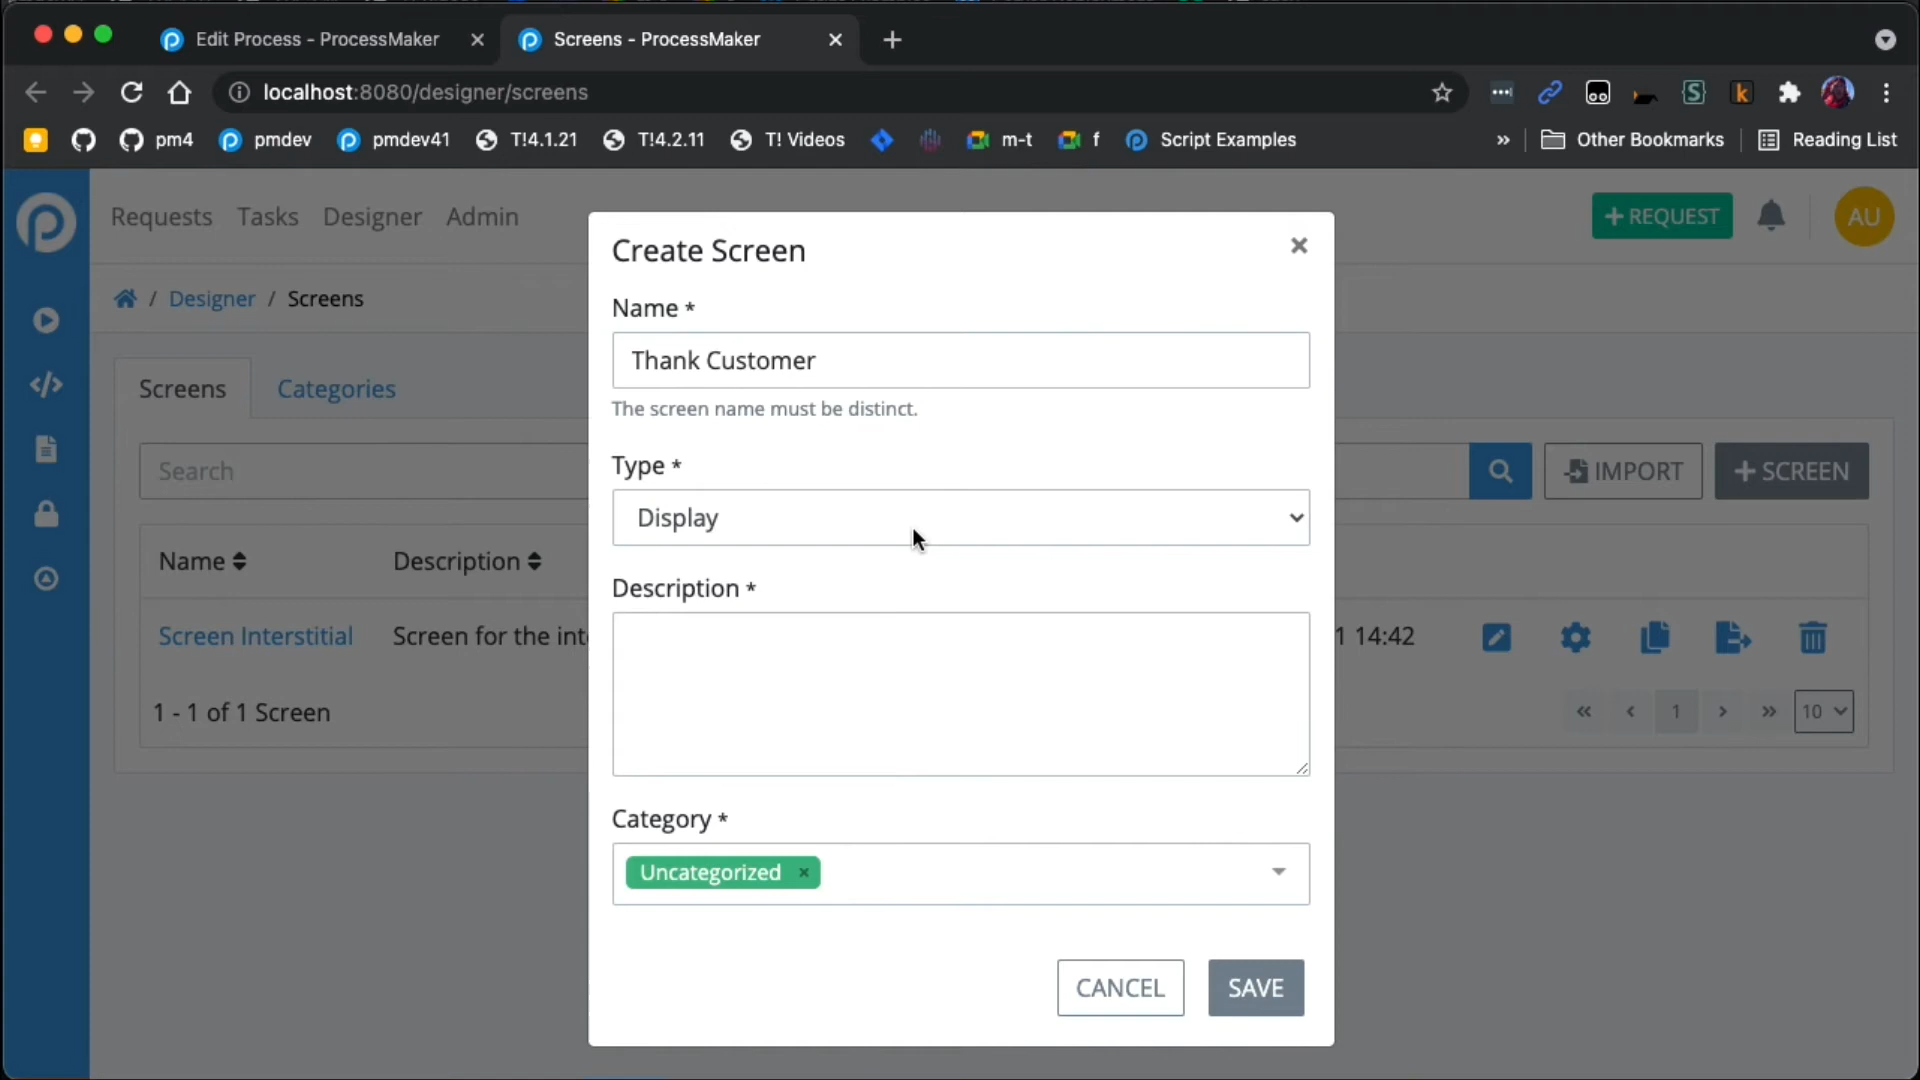 Edit Process - ProcessMaker
Screens - ProcessMaker
localhost:8080/designer/screens
pm4
pmdev
pmdev41
T!4.1.21
T!4.2.11
T! Videos
m-t
f
Script Examples
»
Other Bookmarks
Reading List
Requests
Tasks
Designer
Admin
+ REQUEST
AU
/ Designer / Screens
Screens
Categories
Search
IMPORT
+ SCREEN
Name
Description
Screen Interstitial
Screen for the int
1 14:42
1 - 1 of 1 Screen
« ‹ 1 › »
10
Create Screen
×
Name *
Thank Customer
The screen name must be distinct.
Type *
Display
Description *
Category *
Uncategorized ×
CANCEL
SAVE